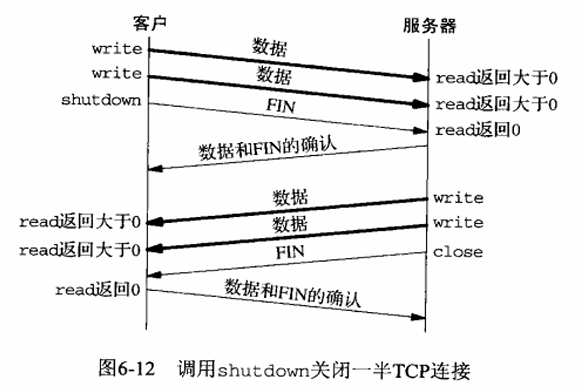 客户
服务器
write
数据
read返回大于0
write
数据
read返回大于0
shutdown
FIN
read返回0
数据和FIN的确认
数据
write
read返回大于0
数据
write
read返回大于0
FIN
close
read返回0
数据和FIN的确认
图6-12 调用shutdown关闭一半TCP连接